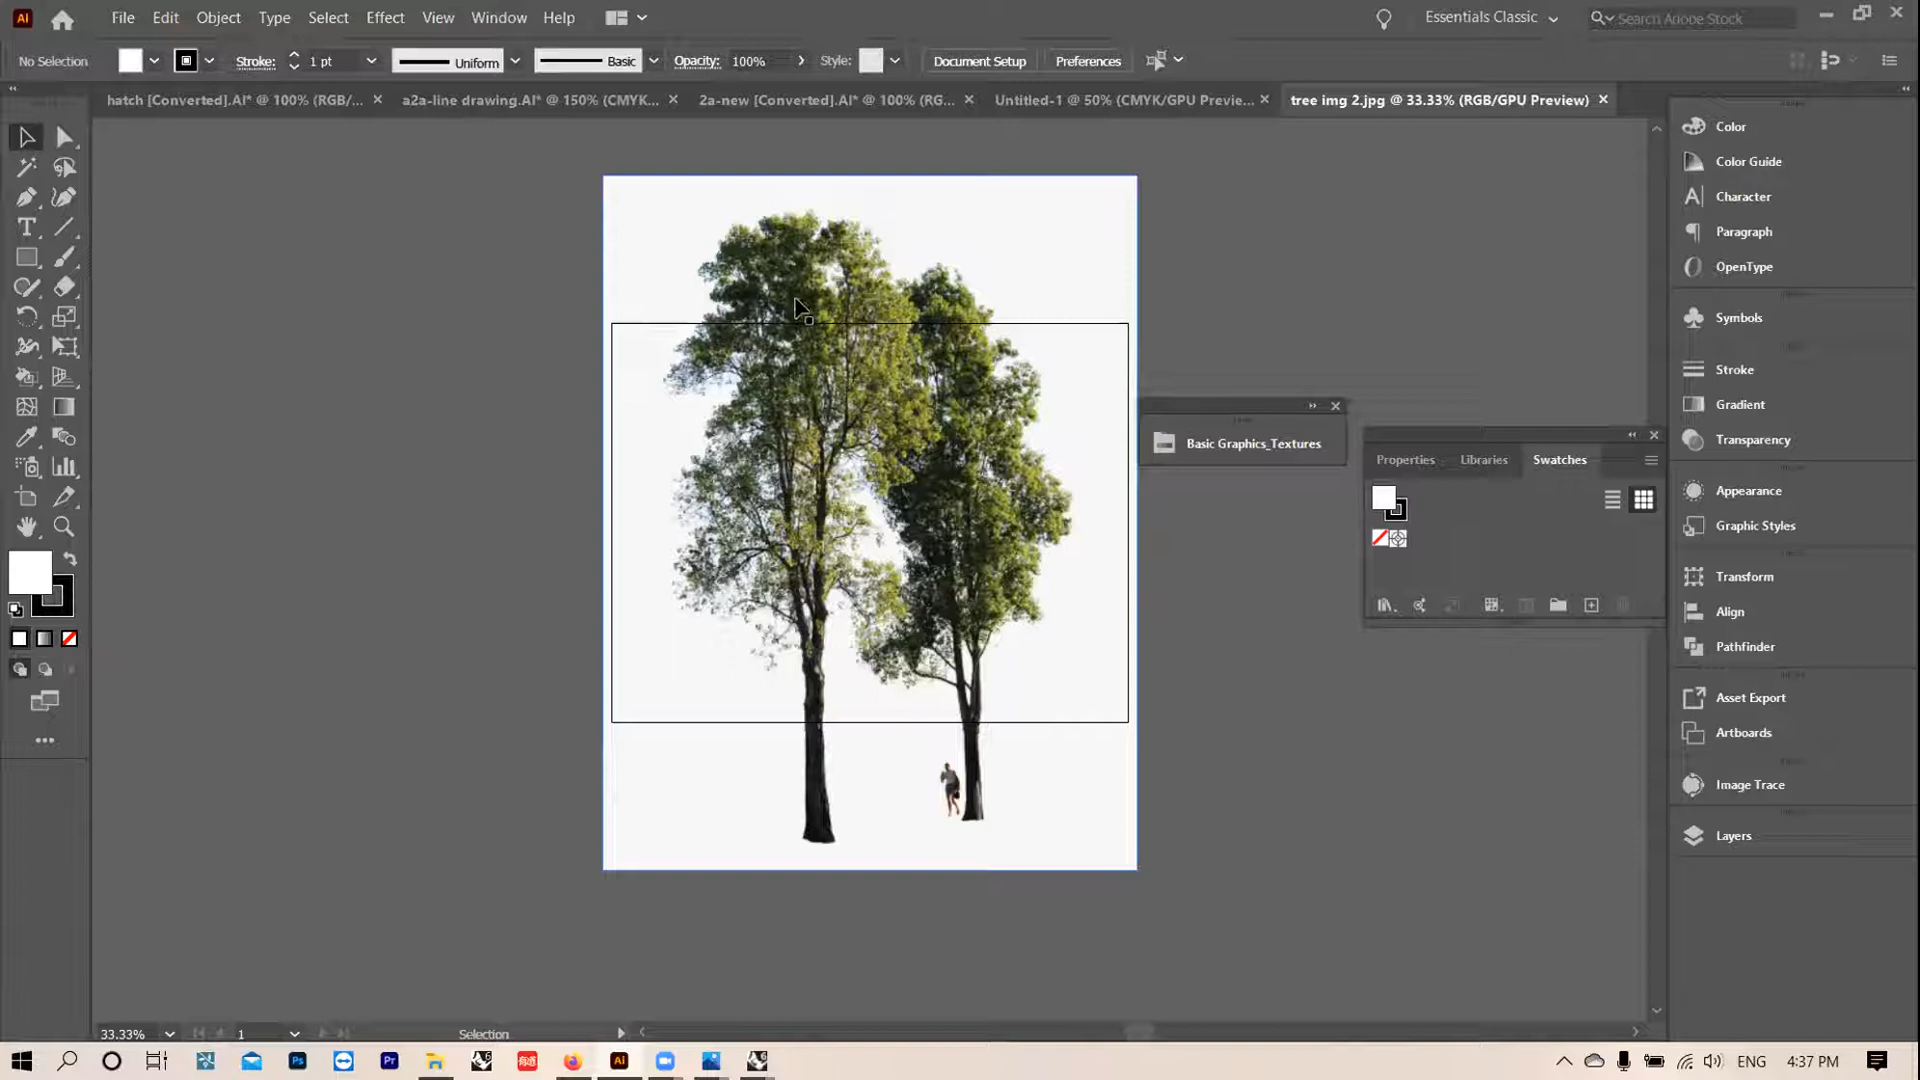 Ai File Edit Object Type Select Effect View Window Help Essentials Classic Search Adobe Stock
No Selection Stroke: 1 pt Uniform Basic Opacity: 100% Style: Document Setup Preferences
hatch [Converted].AI* @ 100% (RGB/... a2a-line drawing.AI* @ 150% (CMYK... 2a-new [Converted].AI* @ 100% (RG... Untitled-1 @ 50% (CMYK/GPU Previe... tree img 2.jpg @ 33.33% (RGB/GPU Preview)
Color
Color Guide
Character
Paragraph
OpenType
Symbols
Stroke
Gradient
Transparency
Basic Graphics_Textures
Properties Libraries Swatches
Appearance
Graphic Styles
Transform
Align
Pathfinder
Asset Export
Artboards
Image Trace
Layers
33.33% 1 Selection
Ps Pr Ai ENG 4:37 PM